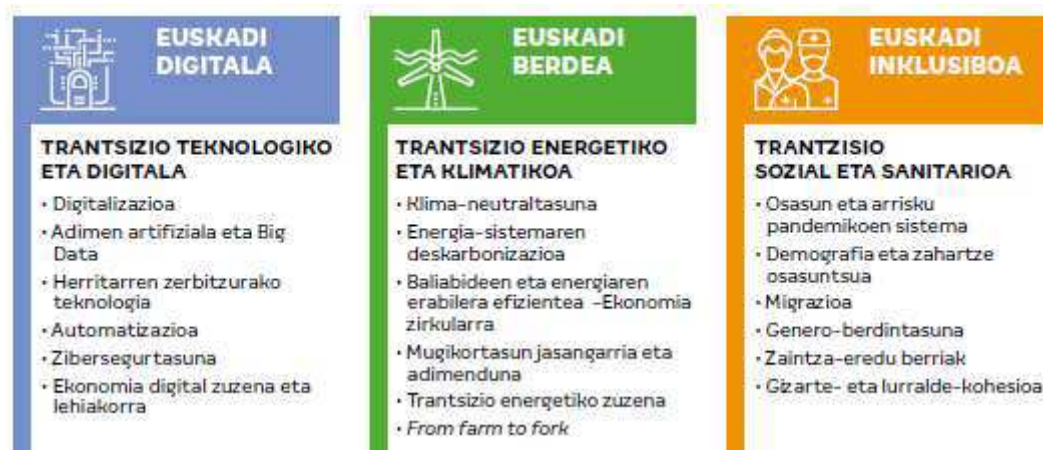 EUSKADI
DIGITALA
TRANTSIZIO TEKNOLOGIKO
ETA DIGITALA
• Digitalizazioa
• Adimen artifiziala eta Big
Data
• Herritarren zerbitzurako
teknologia
• Automatizazioa
• Zibersegurtasuna
• Ekonomia digital zuzena eta
lehiakorra
EUSKADI
BERDEA
TRANTSIZIO ENERGETIKO
ETA KLIMATIKOA
• Klima-neutraltasuna
• Energia-sistemaren
deskarbonizazioa
• Baliabideen eta energiaren
erabilera efizientea -Ekonomia
zirkularra
• Mugikortasun jasangarria eta
adimenduna
• Trantsizio energetiko zuzena
• From farm to fork
EUSKADI
INKLUSIBOA
TRANTZISIO
SOZIAL ETA SANITARIOA
• Osasun eta arrisku
pandemikoen sistema
• Demografia eta zahartze
osasuntsua
• Migrazioa
• Genero-berdintasuna
• Zaintza-eredu berriak
• Gizarte- eta lurralde-kohesioa